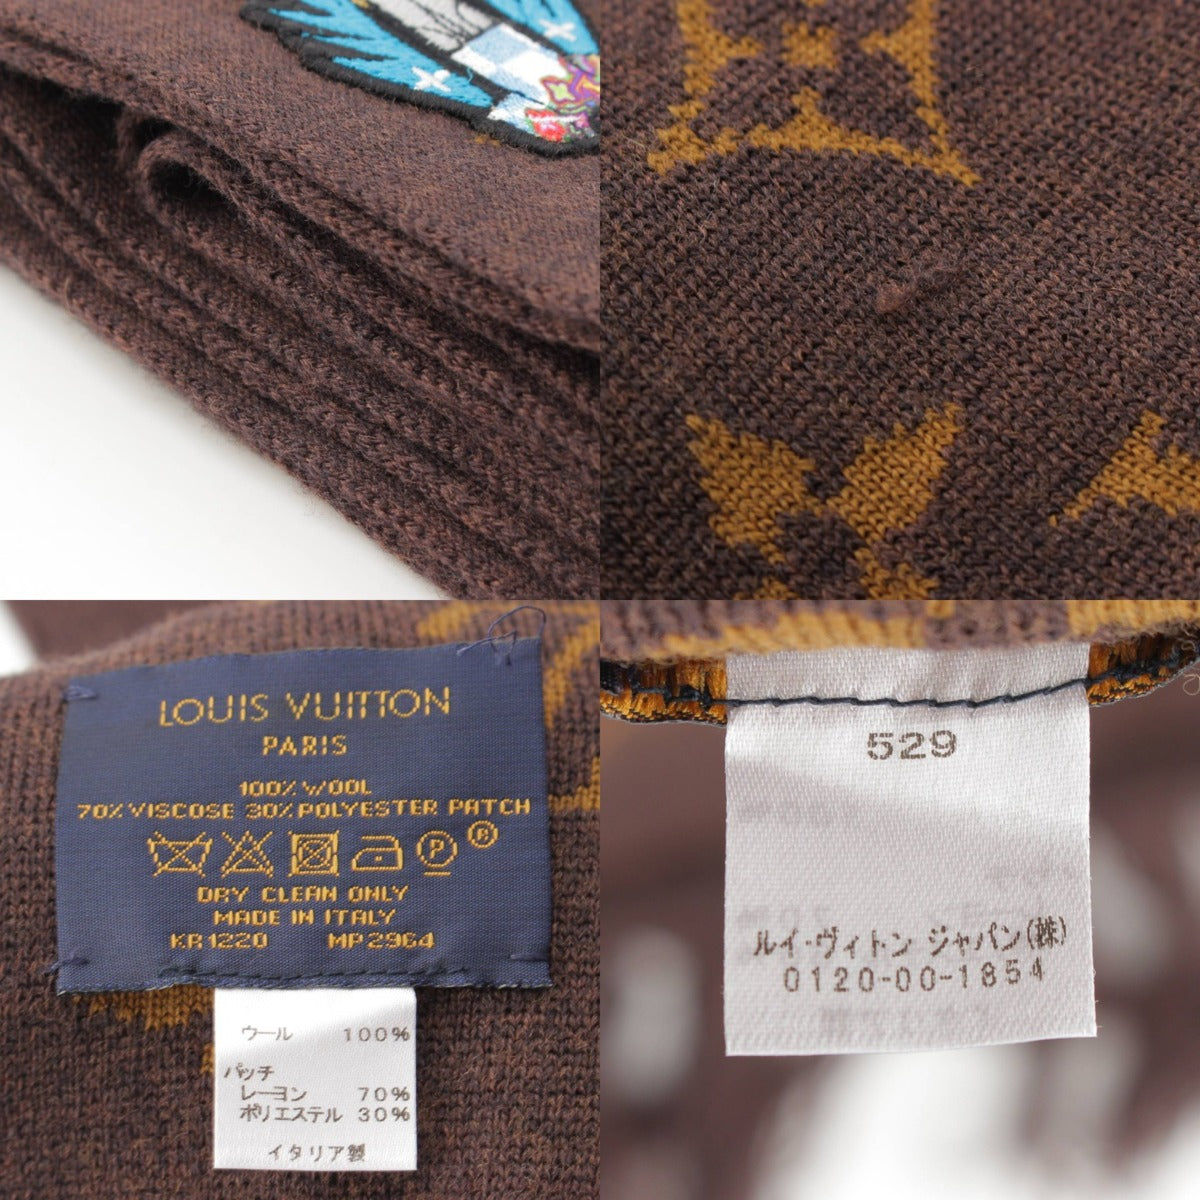 LOUIS VUITTON
PARIS
100% WOOL
70% VISCOSE 30% POLYESTER PATCH
P
DRY CLEAN ONLY
MADE IN ITALY
KR1220 MP2964
ウール 100%
パッチ
レーヨン 70%
ポリエステル 30%
イタリア製
529
ルイ・ヴィトン ジャパン(株)
0120-00-1854